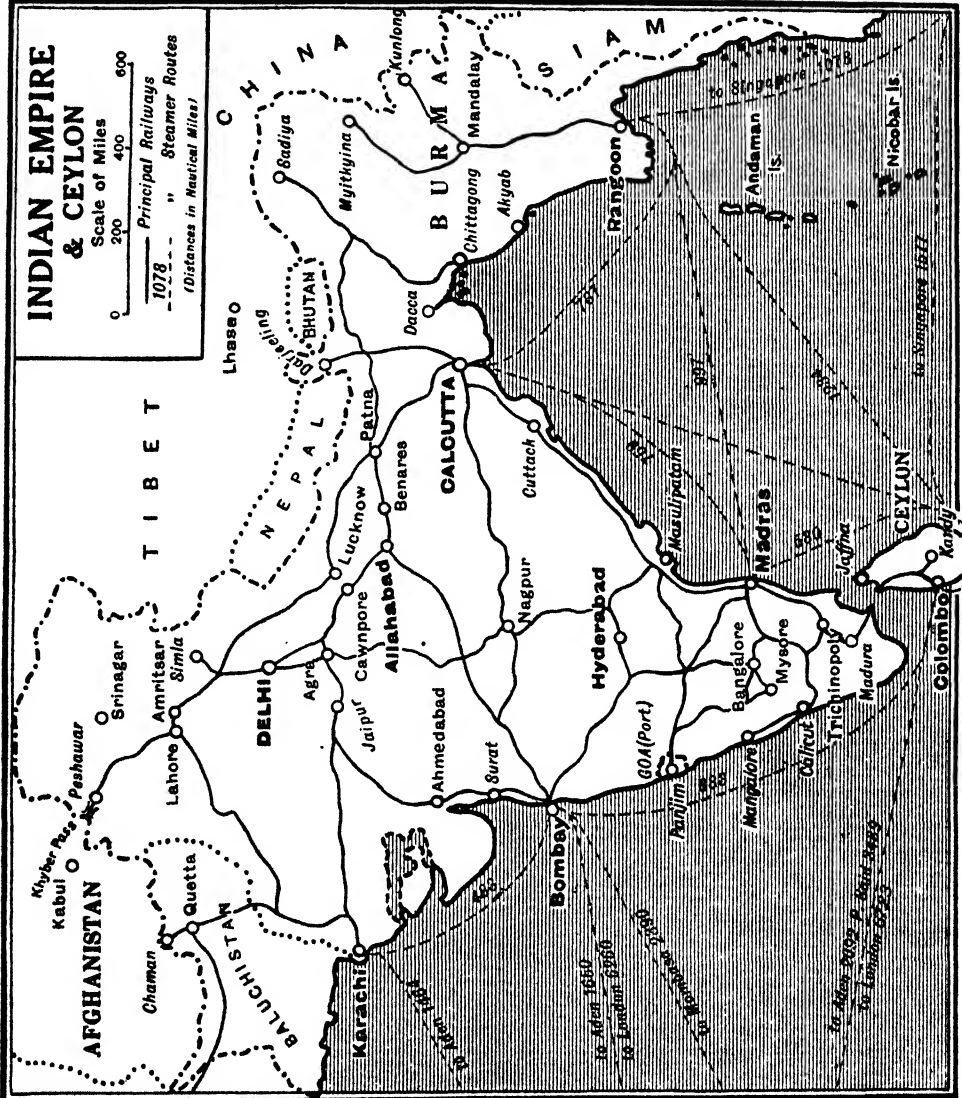 INDIAN EMPIRE
& CEYLON
Scale of Miles
0 200 400 600
1078 Principal Railways
" Steamer Routes
(Distances in Nautical Miles)
AFGHANISTAN
Khyber Pass
Kabul
Peshawar
Srinagar
Chaman
Quetta
BALUCHISTAN
Lahore
Amritsar
Simla
TIBET
CHINA
Lhasa
Sadiya
Kunlong
Myitkyina
BURMA
Mandalay
SIAM
DELHI
Agra
Jaipur
Cawnpore
Lucknow
NEPAL
Darjeeling
BHUTAN
Allahabad
Benares
Patna
Karachi
Ahmedabad
Surat
Nagpur
CALCUTTA
Dacca
Chittagong
Akyab
Rangoon
Cuttack
Bombay
Hyderabad
Masulipatam
GOA (Port)
Panjim
Mangalore
Bangalore
Mysore
Calicut
Madras
Trichinopoly
Madura
Jaffna
CEYLON
Kandy
Colombo
Andaman
Is.
Nicobar Is.
to Singapore 1078
to Aden 1660
to London 6260